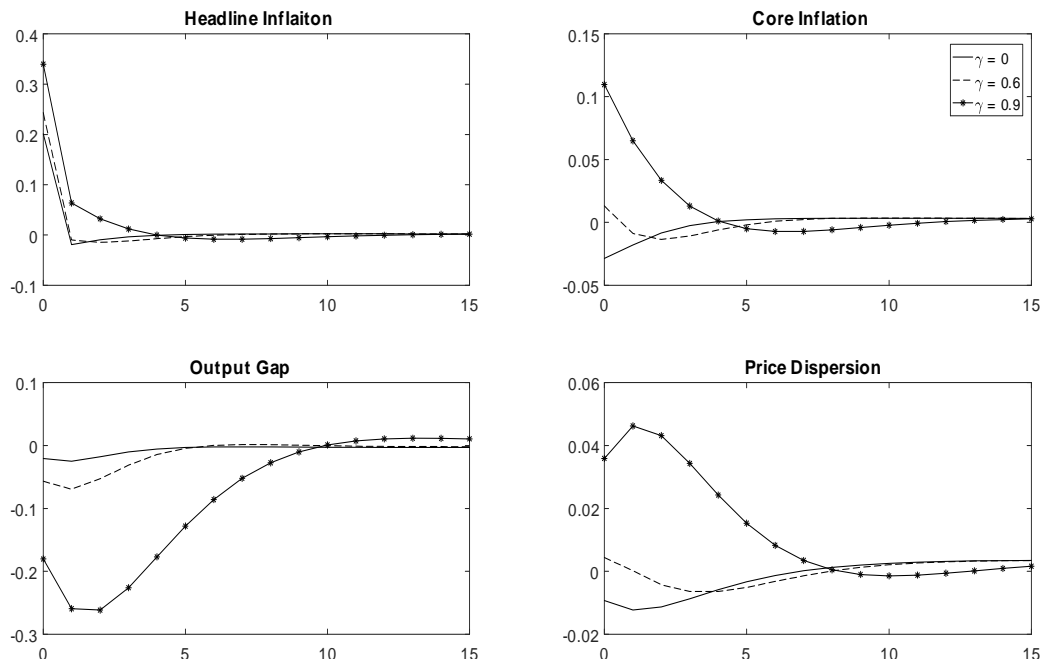 Headline Inflaiton
0.4
0.3
0.2
0.1
0
-0.1
0 5 10 15
Core Inflation
0.15
0.1
0.05
0
-0.05
0 5 10 15
γ = 0
γ = 0.6
γ = 0.9
Output Gap
0.1
0
-0.1
-0.2
-0.3
0 5 10 15
Price Dispersion
0.06
0.04
0.02
0
-0.02
0 5 10 15